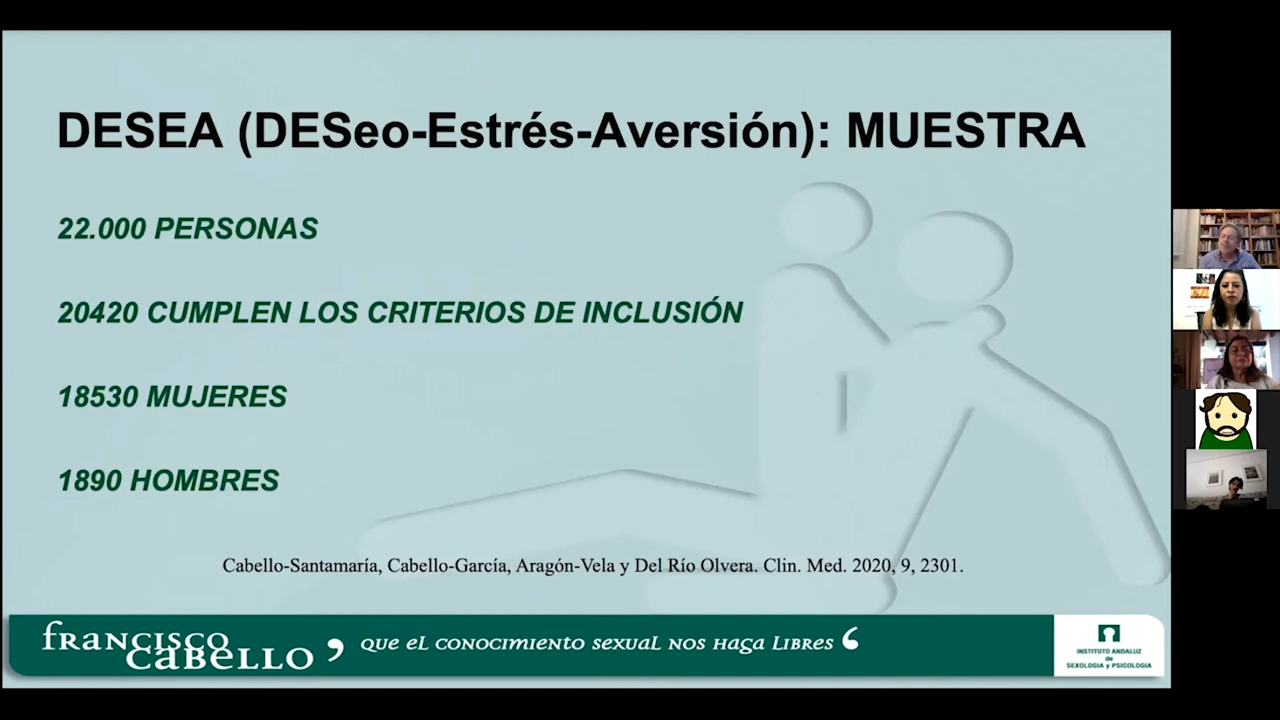 DESEA (DESeo-Estrés-Aversión): MUESTRA
22.000 PERSONAS
20420 CUMPLEN LOS CRITERIOS DE INCLUSIÓN
18530 MUJERES
1890 HOMBRES
Cabello-Santamaría, Cabello-García, Aragón-Vela y Del Río Olvera. Clin. Med. 2020, 9, 2301.
francisco
cabello , que el conocimiento sexual nos haga libres ‘
INSTITUTO ANDALUZ
de
SEXOLOGIA y PSICOLOGIA